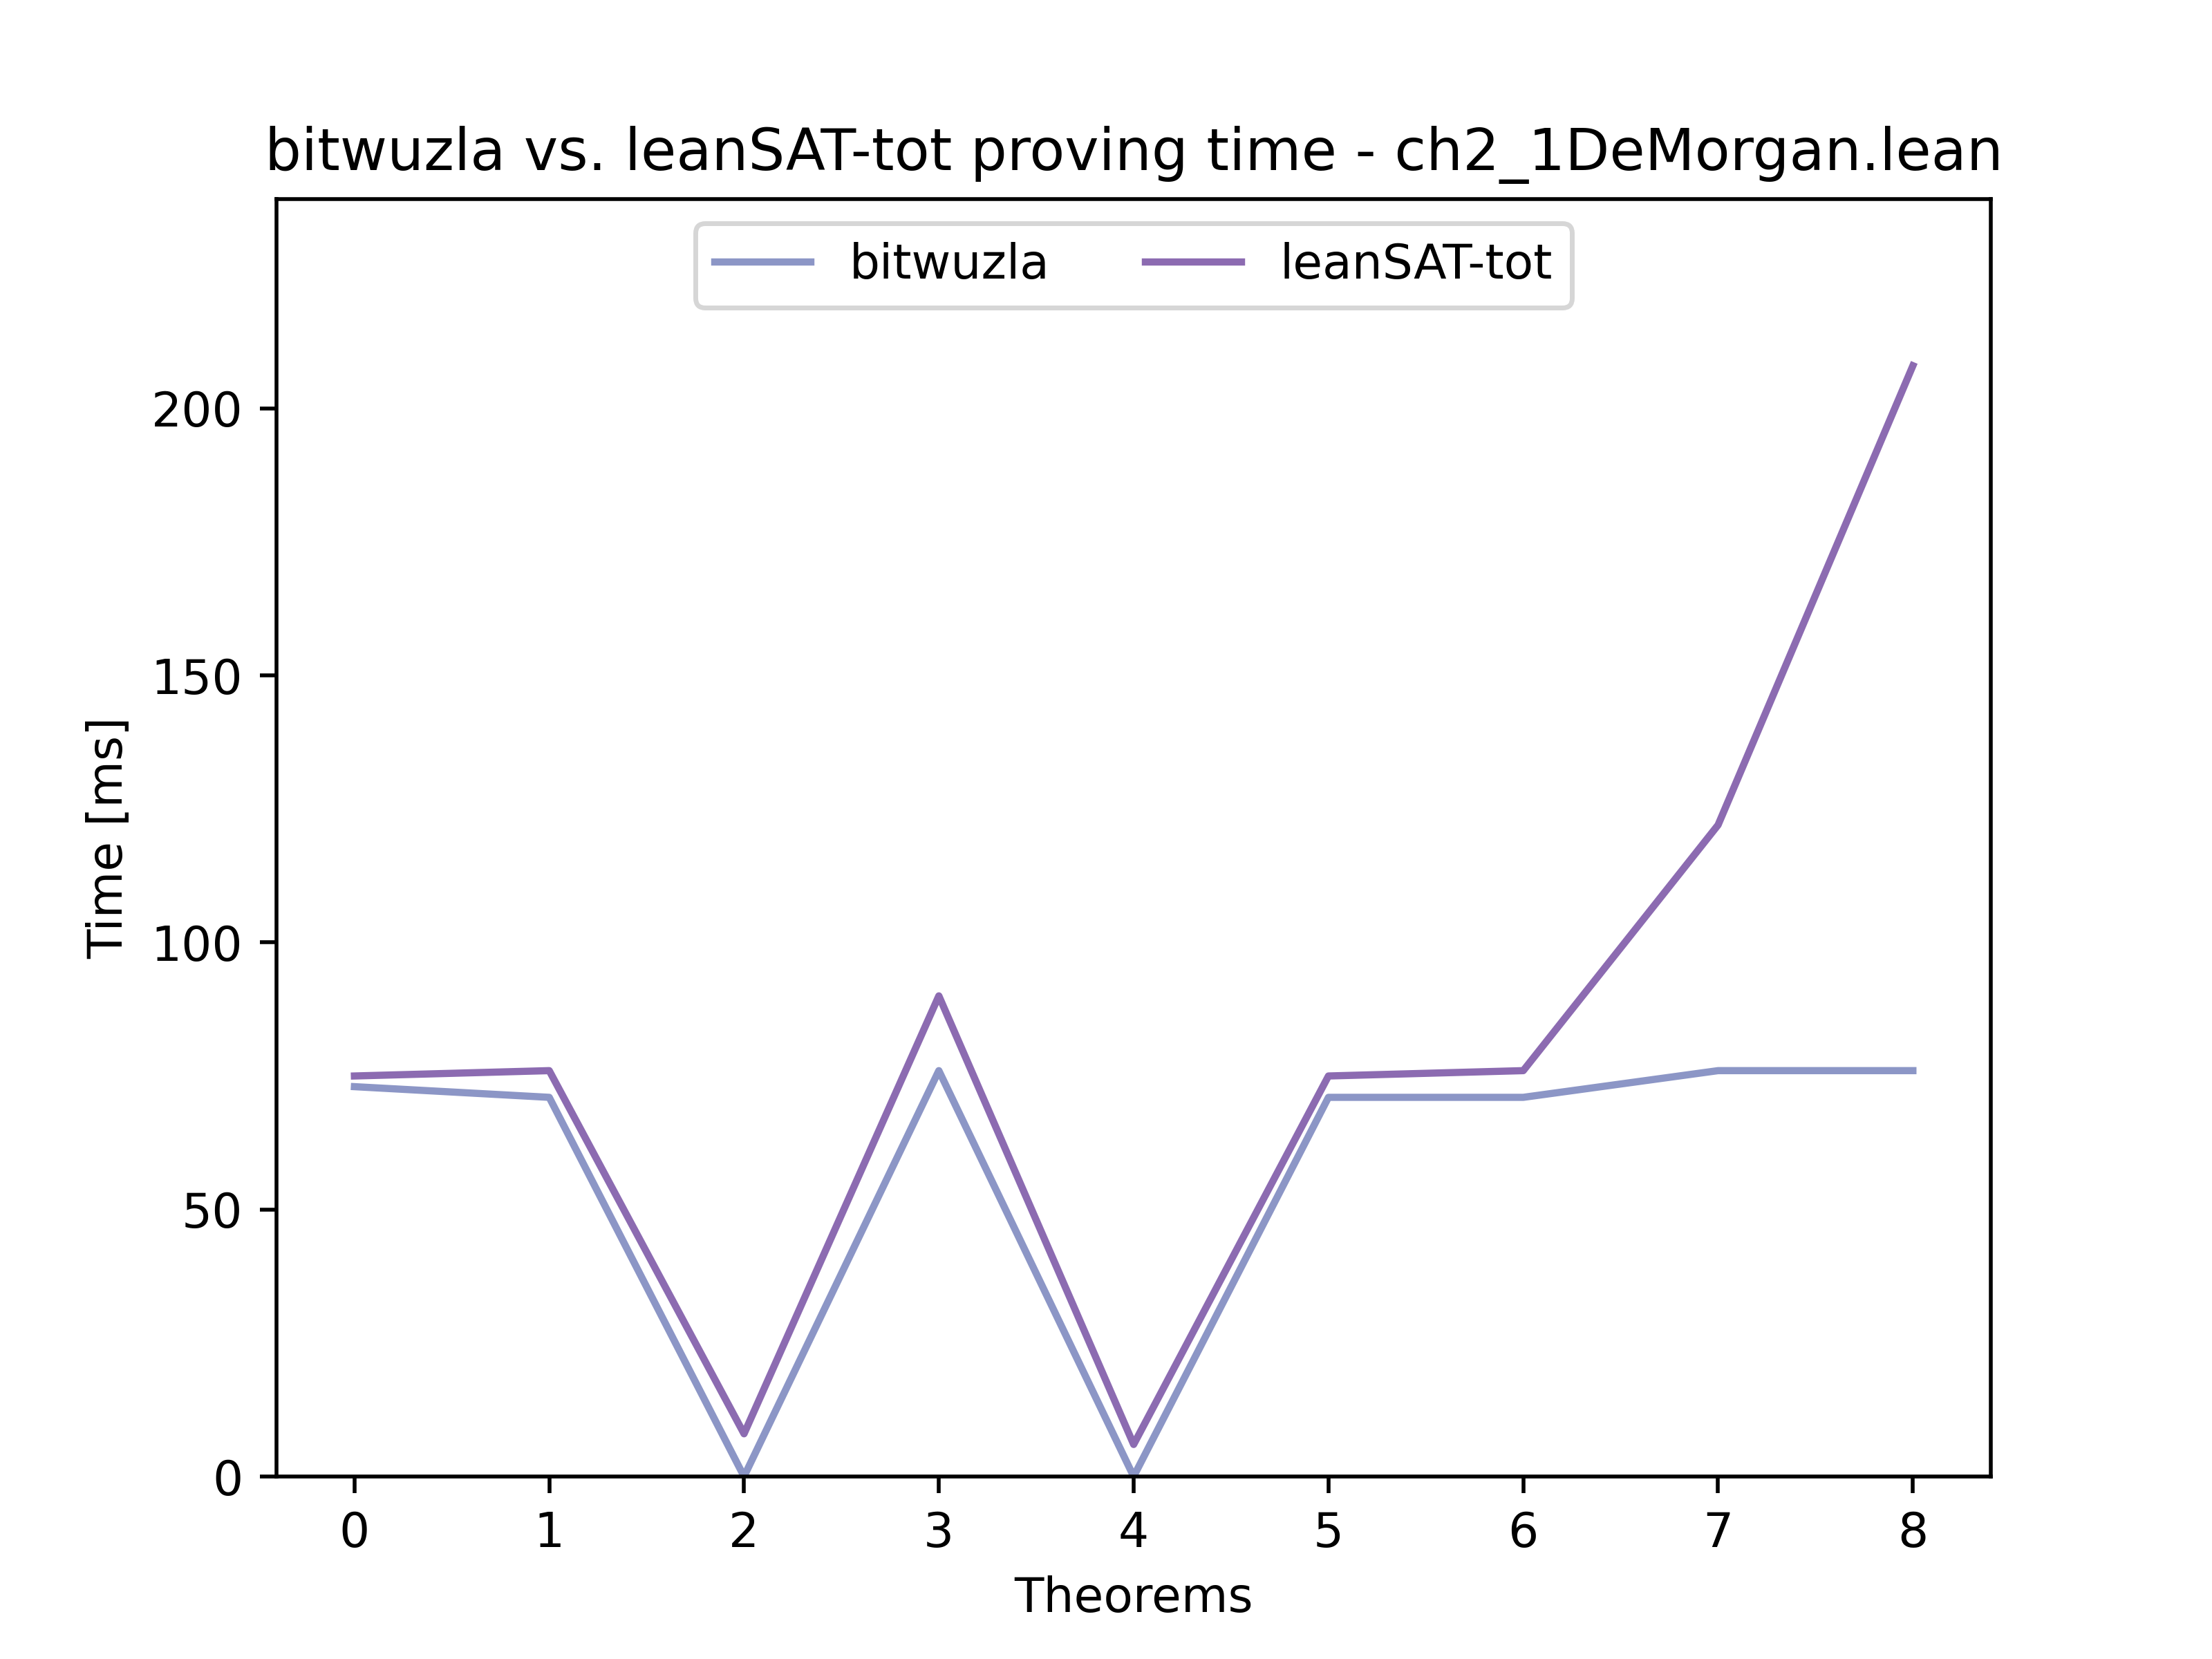 bitwuzla vs. leanSAT-tot proving time - ch2_1DeMorgan.lean
bitwuzla leanSAT-tot
200
150
100
50
0
Time [ms]
0 1 2 3 4 5 6 7 8
Theorems